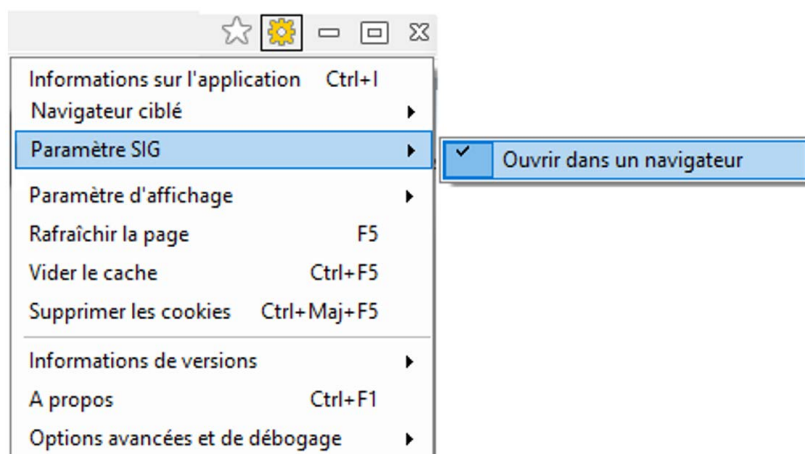 Informations sur l'application Ctrl+I
Navigateur ciblé
Paramètre SIG
Ouvrir dans un navigateur
Paramètre d'affichage
Rafraîchir la page F5
Vider le cache Ctrl+F5
Supprimer les cookies Ctrl+Maj+F5
Informations de versions
A propos Ctrl+F1
Options avancées et de débogage